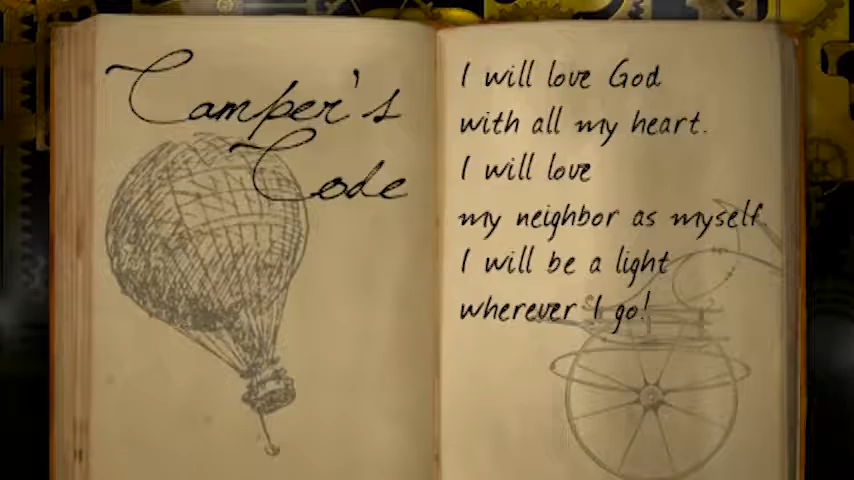 Camper's
Code
I will love God
with all my heart.
I will love
my neighbor as myself
I will be a light
wherever I go!